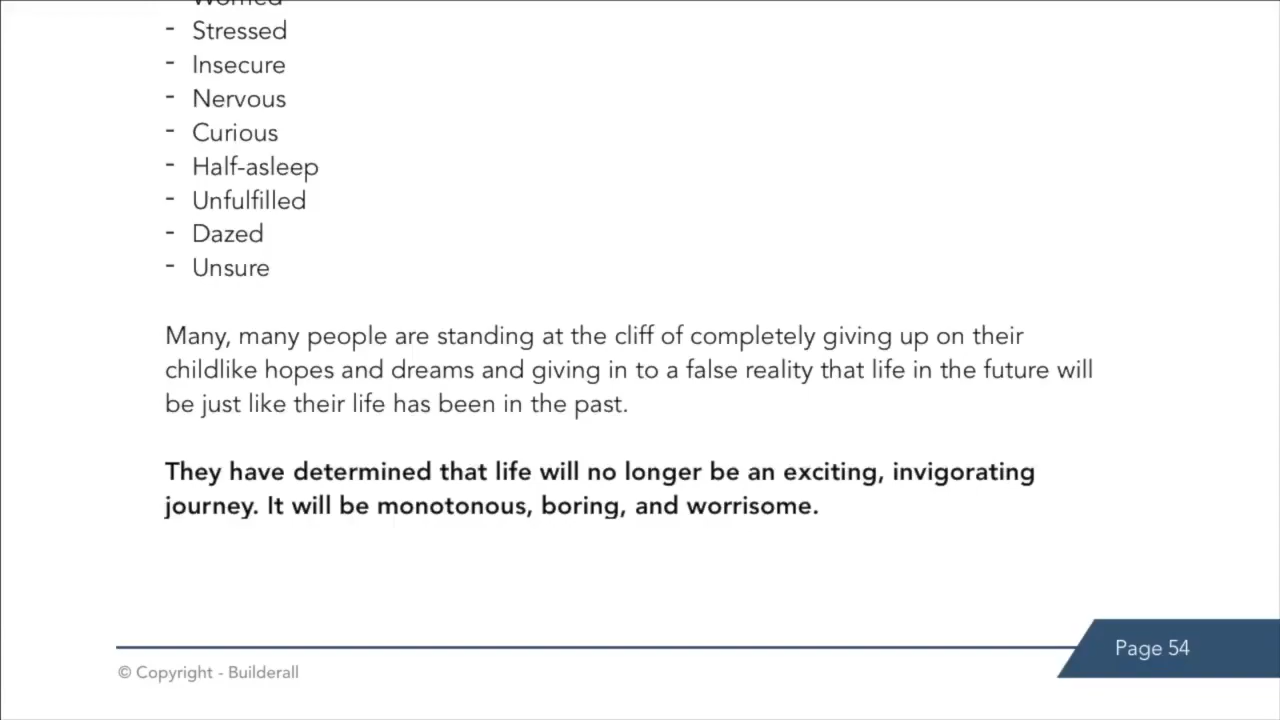 - Stressed
- Insecure
- Nervous
- Curious
- Half-asleep
- Unfulfilled
- Dazed
- Unsure
Many, many people are standing at the cliff of completely giving up on their
childlike hopes and dreams and giving in to a false reality that life in the future will
be just like their life has been in the past.
They have determined that life will no longer be an exciting, invigorating
journey. It will be monotonous, boring, and worrisome.
Page 54
© Copyright - Builderall